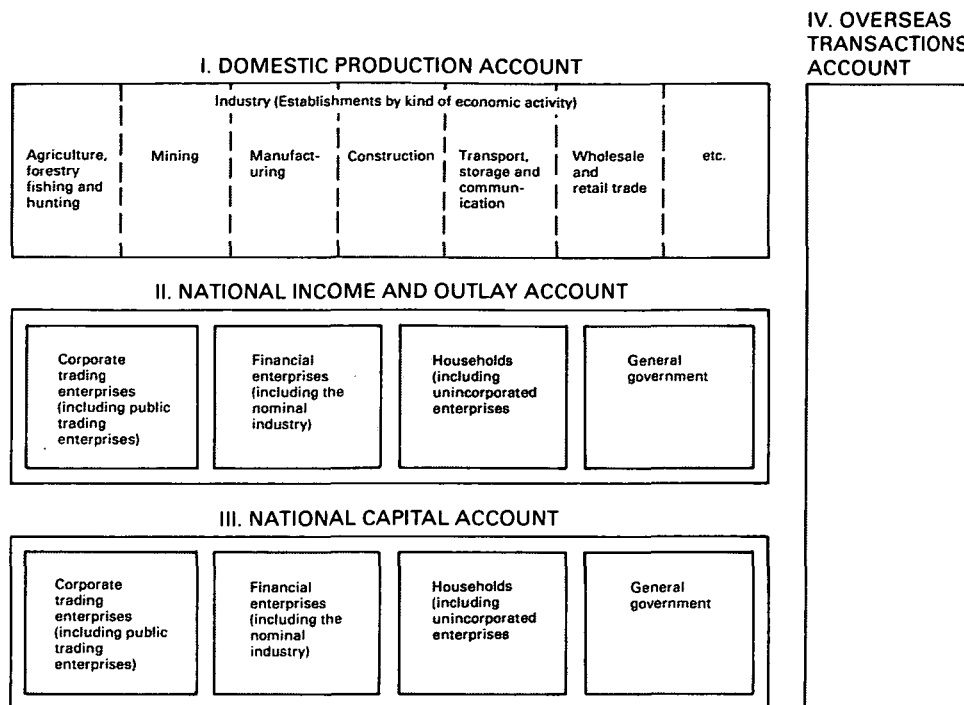 IV. OVERSEAS
TRANSACTIONS
ACCOUNT
I. DOMESTIC PRODUCTION ACCOUNT
Industry (Establishments by kind of economic activity)
Agriculture,
forestry
fishing and
hunting
Mining
Manufact-
uring
Construction
Transport,
storage and
commun-
ication
Wholesale
and
retail trade
etc.
II. NATIONAL INCOME AND OUTLAY ACCOUNT
Corporate
trading
enterprises
(including public
trading
enterprises)
Financial
enterprises
(including the
nominal
industry)
Households
(including
unincorporated
enterprises
General
government
III. NATIONAL CAPITAL ACCOUNT
Corporate
trading
enterprises
(including public
trading
enterprises)
Financial
enterprises
(including the
nominal
industry)
Households
(including
unincorporated
enterprises
General
government